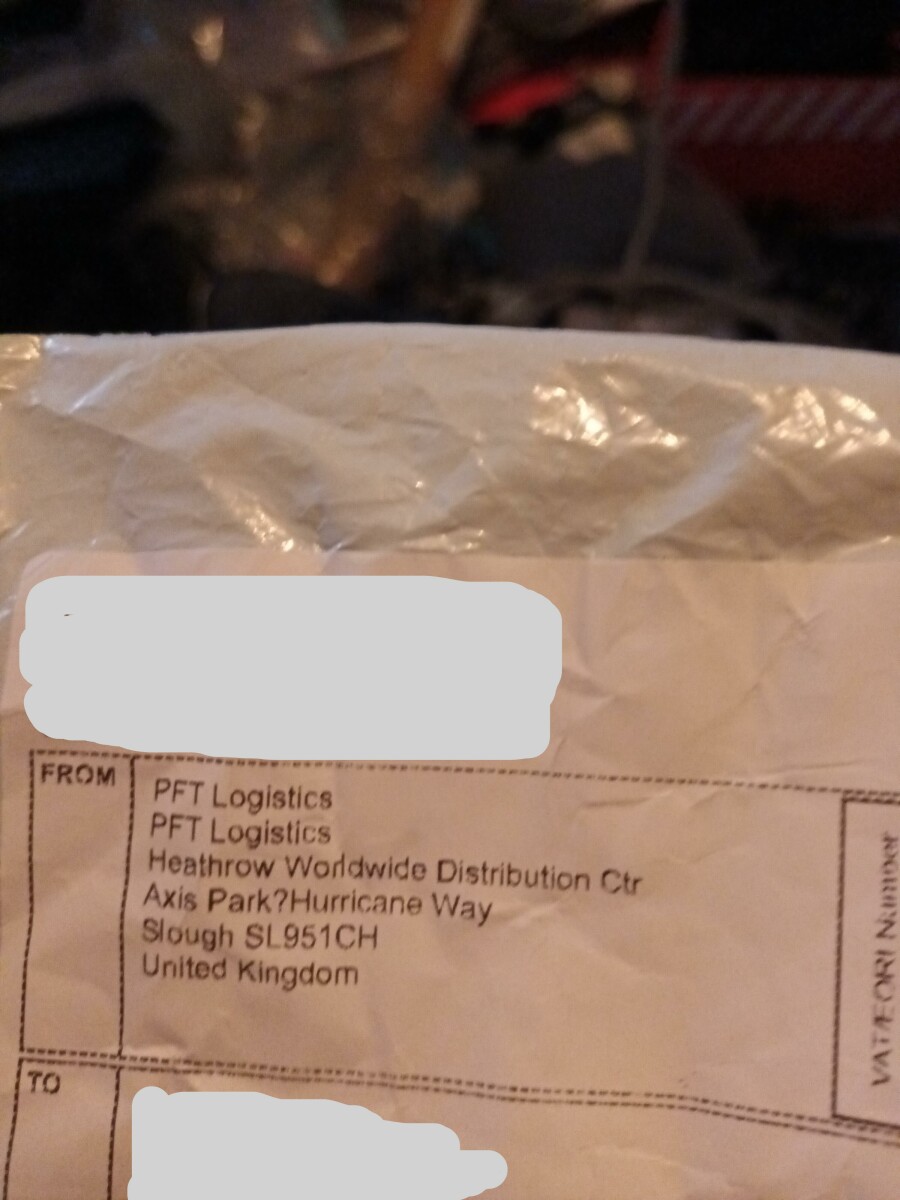 FROM
PFT Logistics
PFT Logistics
Heathrow Worldwide Distribution Ctr
Axis Park?Hurricane Way
Slough SL951CH
United Kingdom
VAT/EORI Number
TO